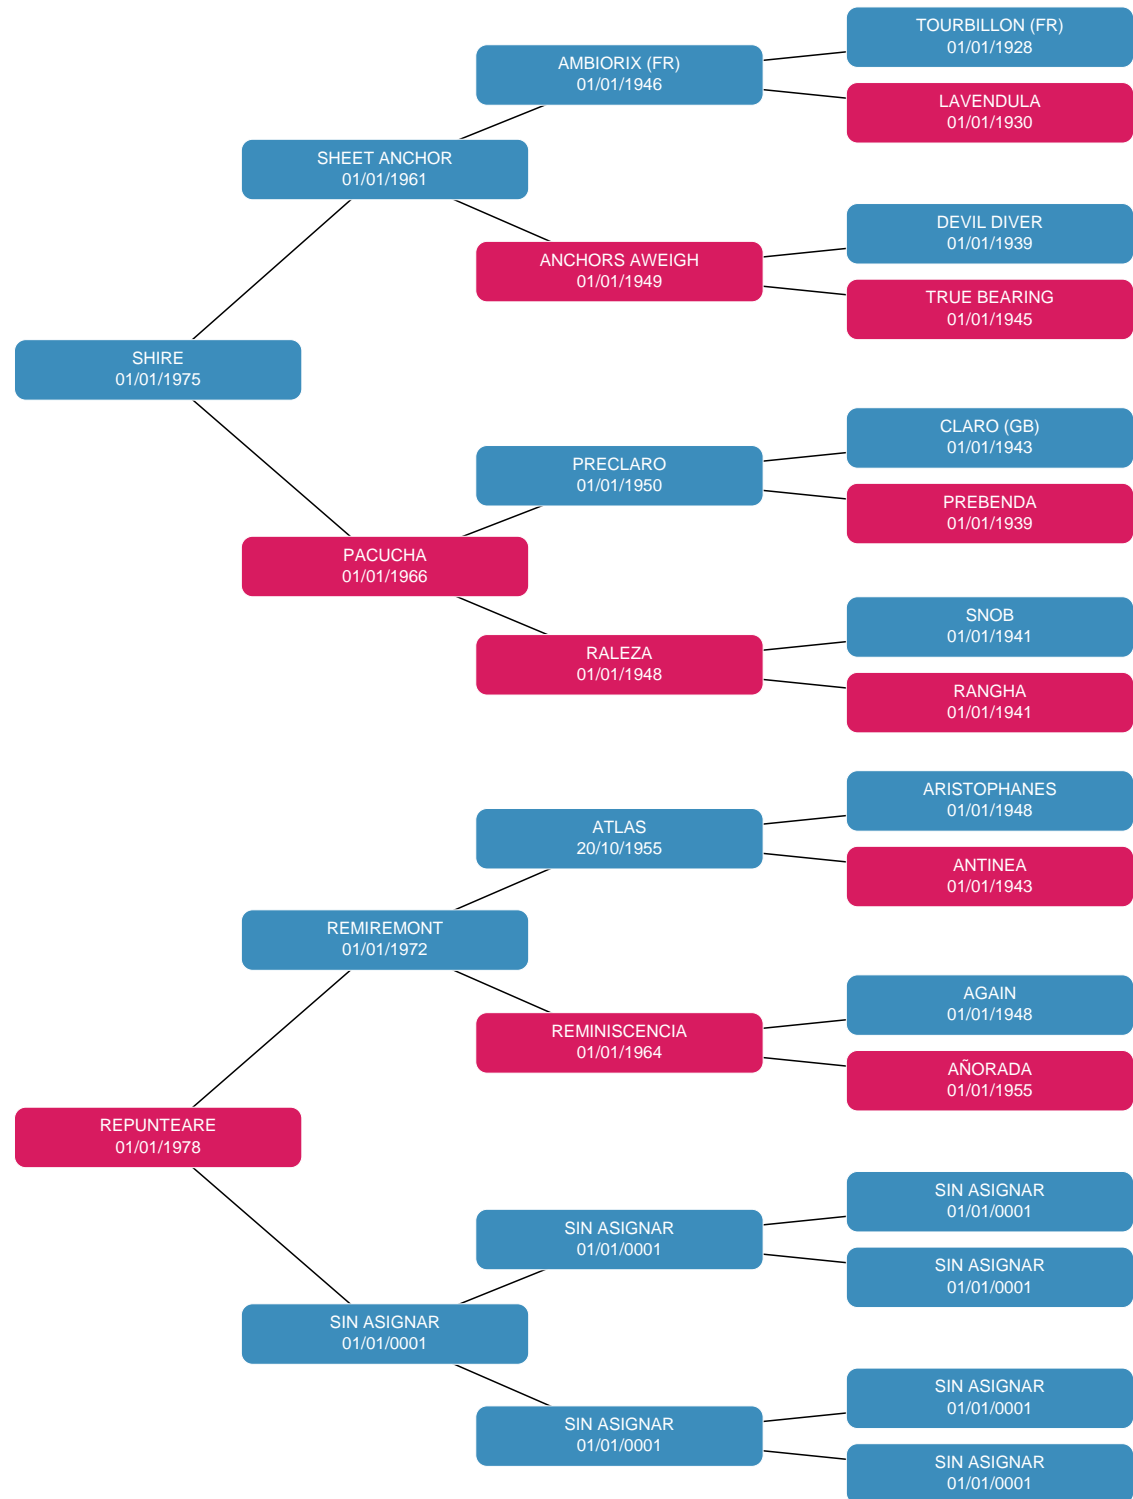 TOURBILLON (FR)
01/01/1928
AMBIORIX (FR)
01/01/1946
LAVENDULA
01/01/1930
SHEET ANCHOR
01/01/1961
DEVIL DIVER
01/01/1939
ANCHORS AWEIGH
01/01/1949
TRUE BEARING
01/01/1945
SHIRE
01/01/1975
CLARO (GB)
01/01/1943
PRECLARO
01/01/1950
PREBENDA
01/01/1939
PACUCHA
01/01/1966
SNOB
01/01/1941
RALEZA
01/01/1948
RANGHA
01/01/1941
ARISTOPHANES
01/01/1948
ATLAS
20/10/1955
ANTINEA
01/01/1943
REMIREMONT
01/01/1972
AGAIN
01/01/1948
REMINISCENCIA
01/01/1964
AÑORADA
01/01/1955
REPUNTEARE
01/01/1978
SIN ASIGNAR
01/01/0001
SIN ASIGNAR
01/01/0001
SIN ASIGNAR
01/01/0001
SIN ASIGNAR
01/01/0001
SIN ASIGNAR
01/01/0001
SIN ASIGNAR
01/01/0001
SIN ASIGNAR
01/01/0001